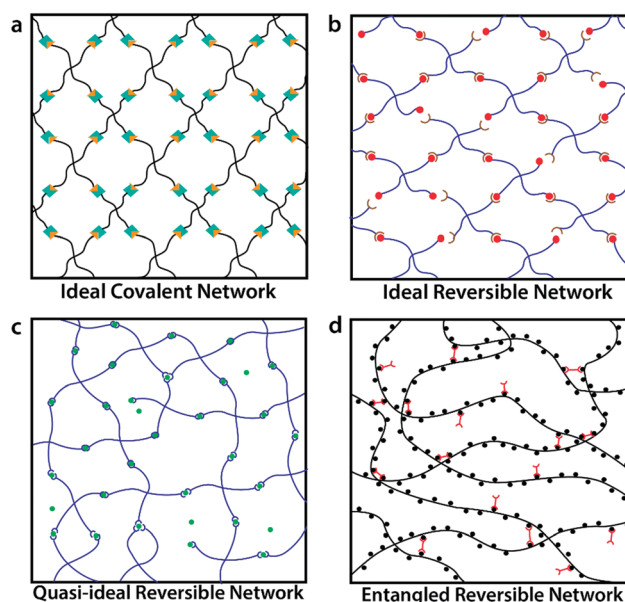 a
b
Ideal Covalent Network
Ideal Reversible Network
c
d
Quasi-ideal Reversible Network
Entangled Reversible Network